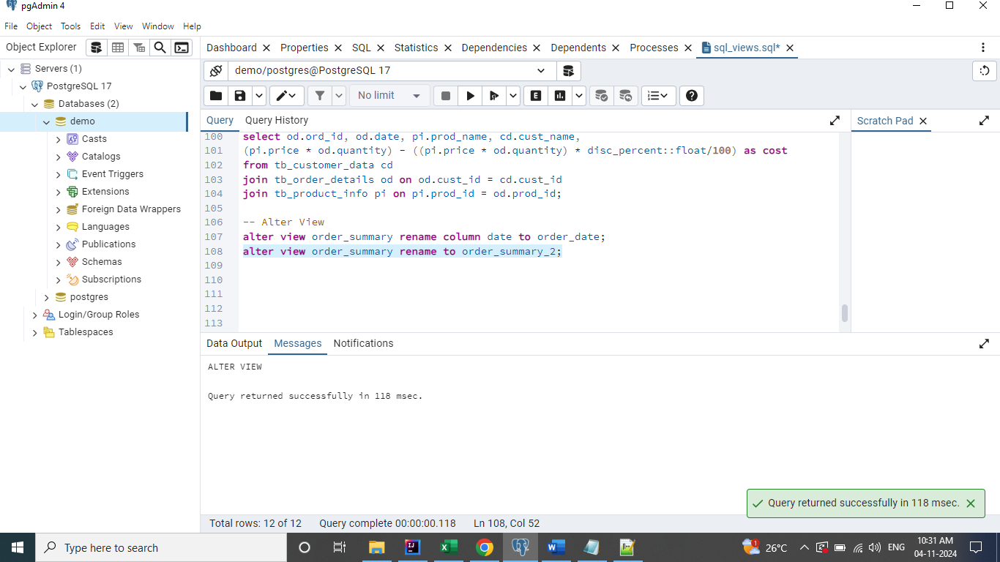 pgAdmin 4
File Object Tools Edit View Window Help
Object Explorer
Dashboard Properties SQL Statistics Dependencies Dependents Processes sql_views.sql*
Servers (1)
PostgreSQL 17
Databases (2)
demo
Casts
Catalogs
Event Triggers
Extensions
Foreign Data Wrappers
Languages
Publications
Schemas
Subscriptions
postgres
Login/Group Roles
Tablespaces
demo/postgres@PostgreSQL 17
No limit
E
Query Query History
Scratch Pad
100 select od.ord_id, od.date, pi.prod_name, cd.cust_name,
101 (pi.price * od.quantity) - ((pi.price * od.quantity) * disc_percent::float/100) as cost
102 from tb_customer_data cd
103 join tb_order_details od on od.cust_id = cd.cust_id
104 join tb_product_info pi on pi.prod_id = od.prod_id;
105
106 -- Alter View
107 alter view order_summary rename column date to order_date;
108 alter view order_summary rename to order_summary_2;
109
110
111
112
113
Data Output Messages Notifications
ALTER VIEW
Query returned successfully in 118 msec.
Query returned successfully in 118 msec.
Total rows: 12 of 12 Query complete 00:00:00.118 Ln 108, Col 52
Type here to search
1
26°C
ENG
10:31 AM
04-11-2024